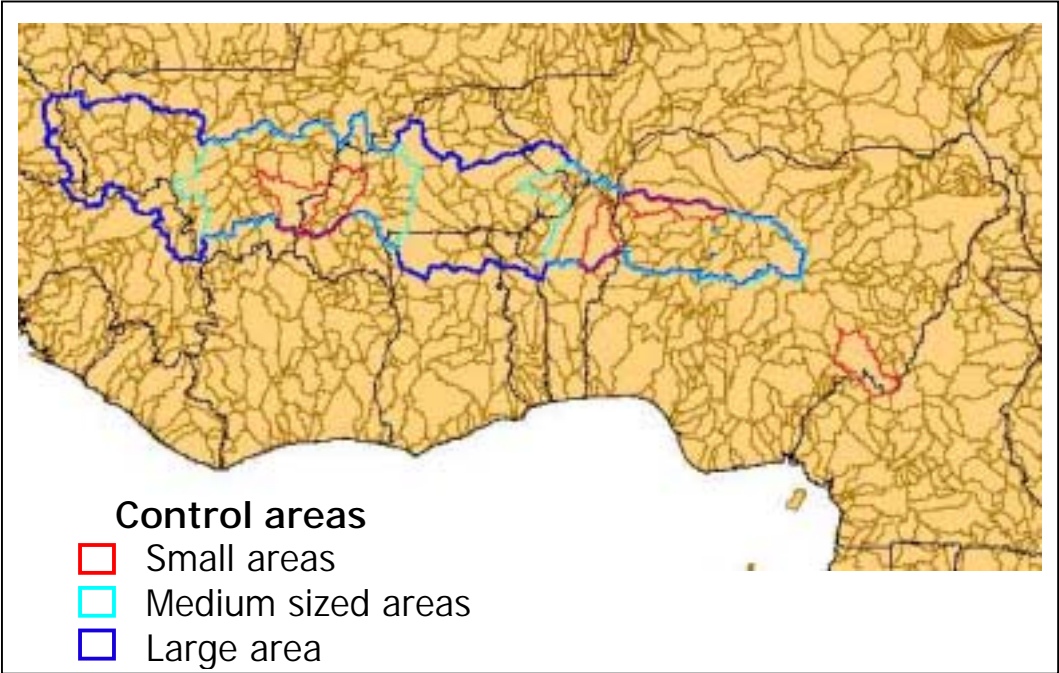 Control areas
Small areas
Medium sized areas
Large area